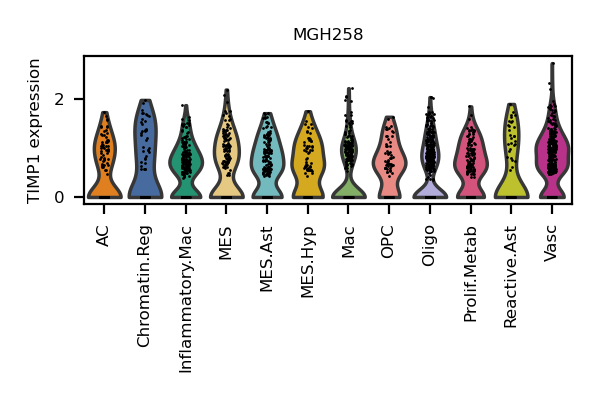 MGH258
TIMP1 expression
2
0
AC
Chromatin.Reg
Inflammatory.Mac
MES
MES.Ast
MES.Hyp
Mac
OPC
Oligo
Prolif.Metab
Reactive.Ast
Vasc